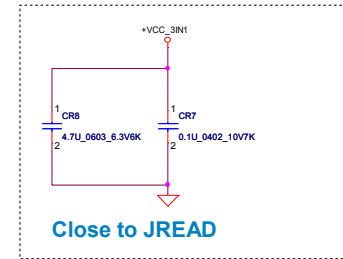 +VCC_3IN1
1 1
CR8 CR7
4.7U_0603_6.3V6K 0.1U_0402_10V7K
2 2
Close to JREAD